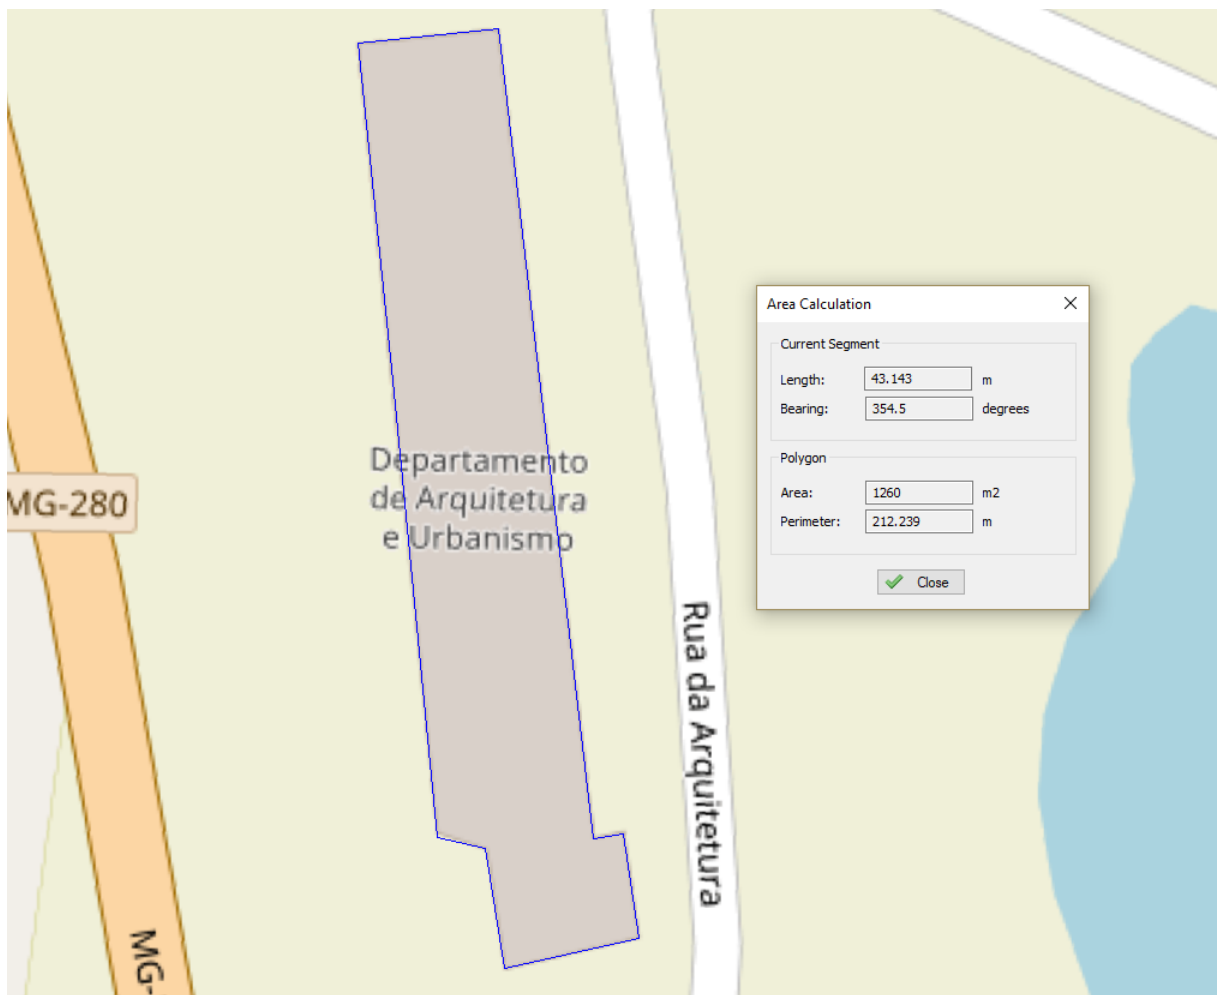 Area Calculation
Current Segment
Length: 43.143 m
Bearing: 354.5 degrees
Polygon
Area: 1260 m2
Perimeter: 212.239 m
Close
Departamento
de Arquitetura
e Urbanismo
MG-280
Rua da Arquitetura
MG-